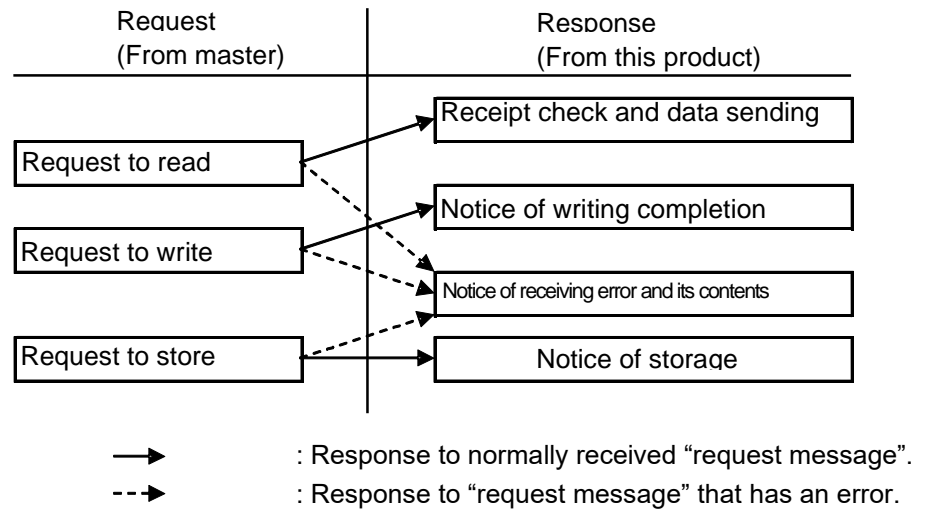 Request
(From master)
Response
(From this product)
Request to read
Receipt check and data sending
Request to write
Notice of writing completion
Notice of receiving error and its contents
Request to store
Notice of storage
: Response to normally received “request message”.
: Response to “request message” that has an error.